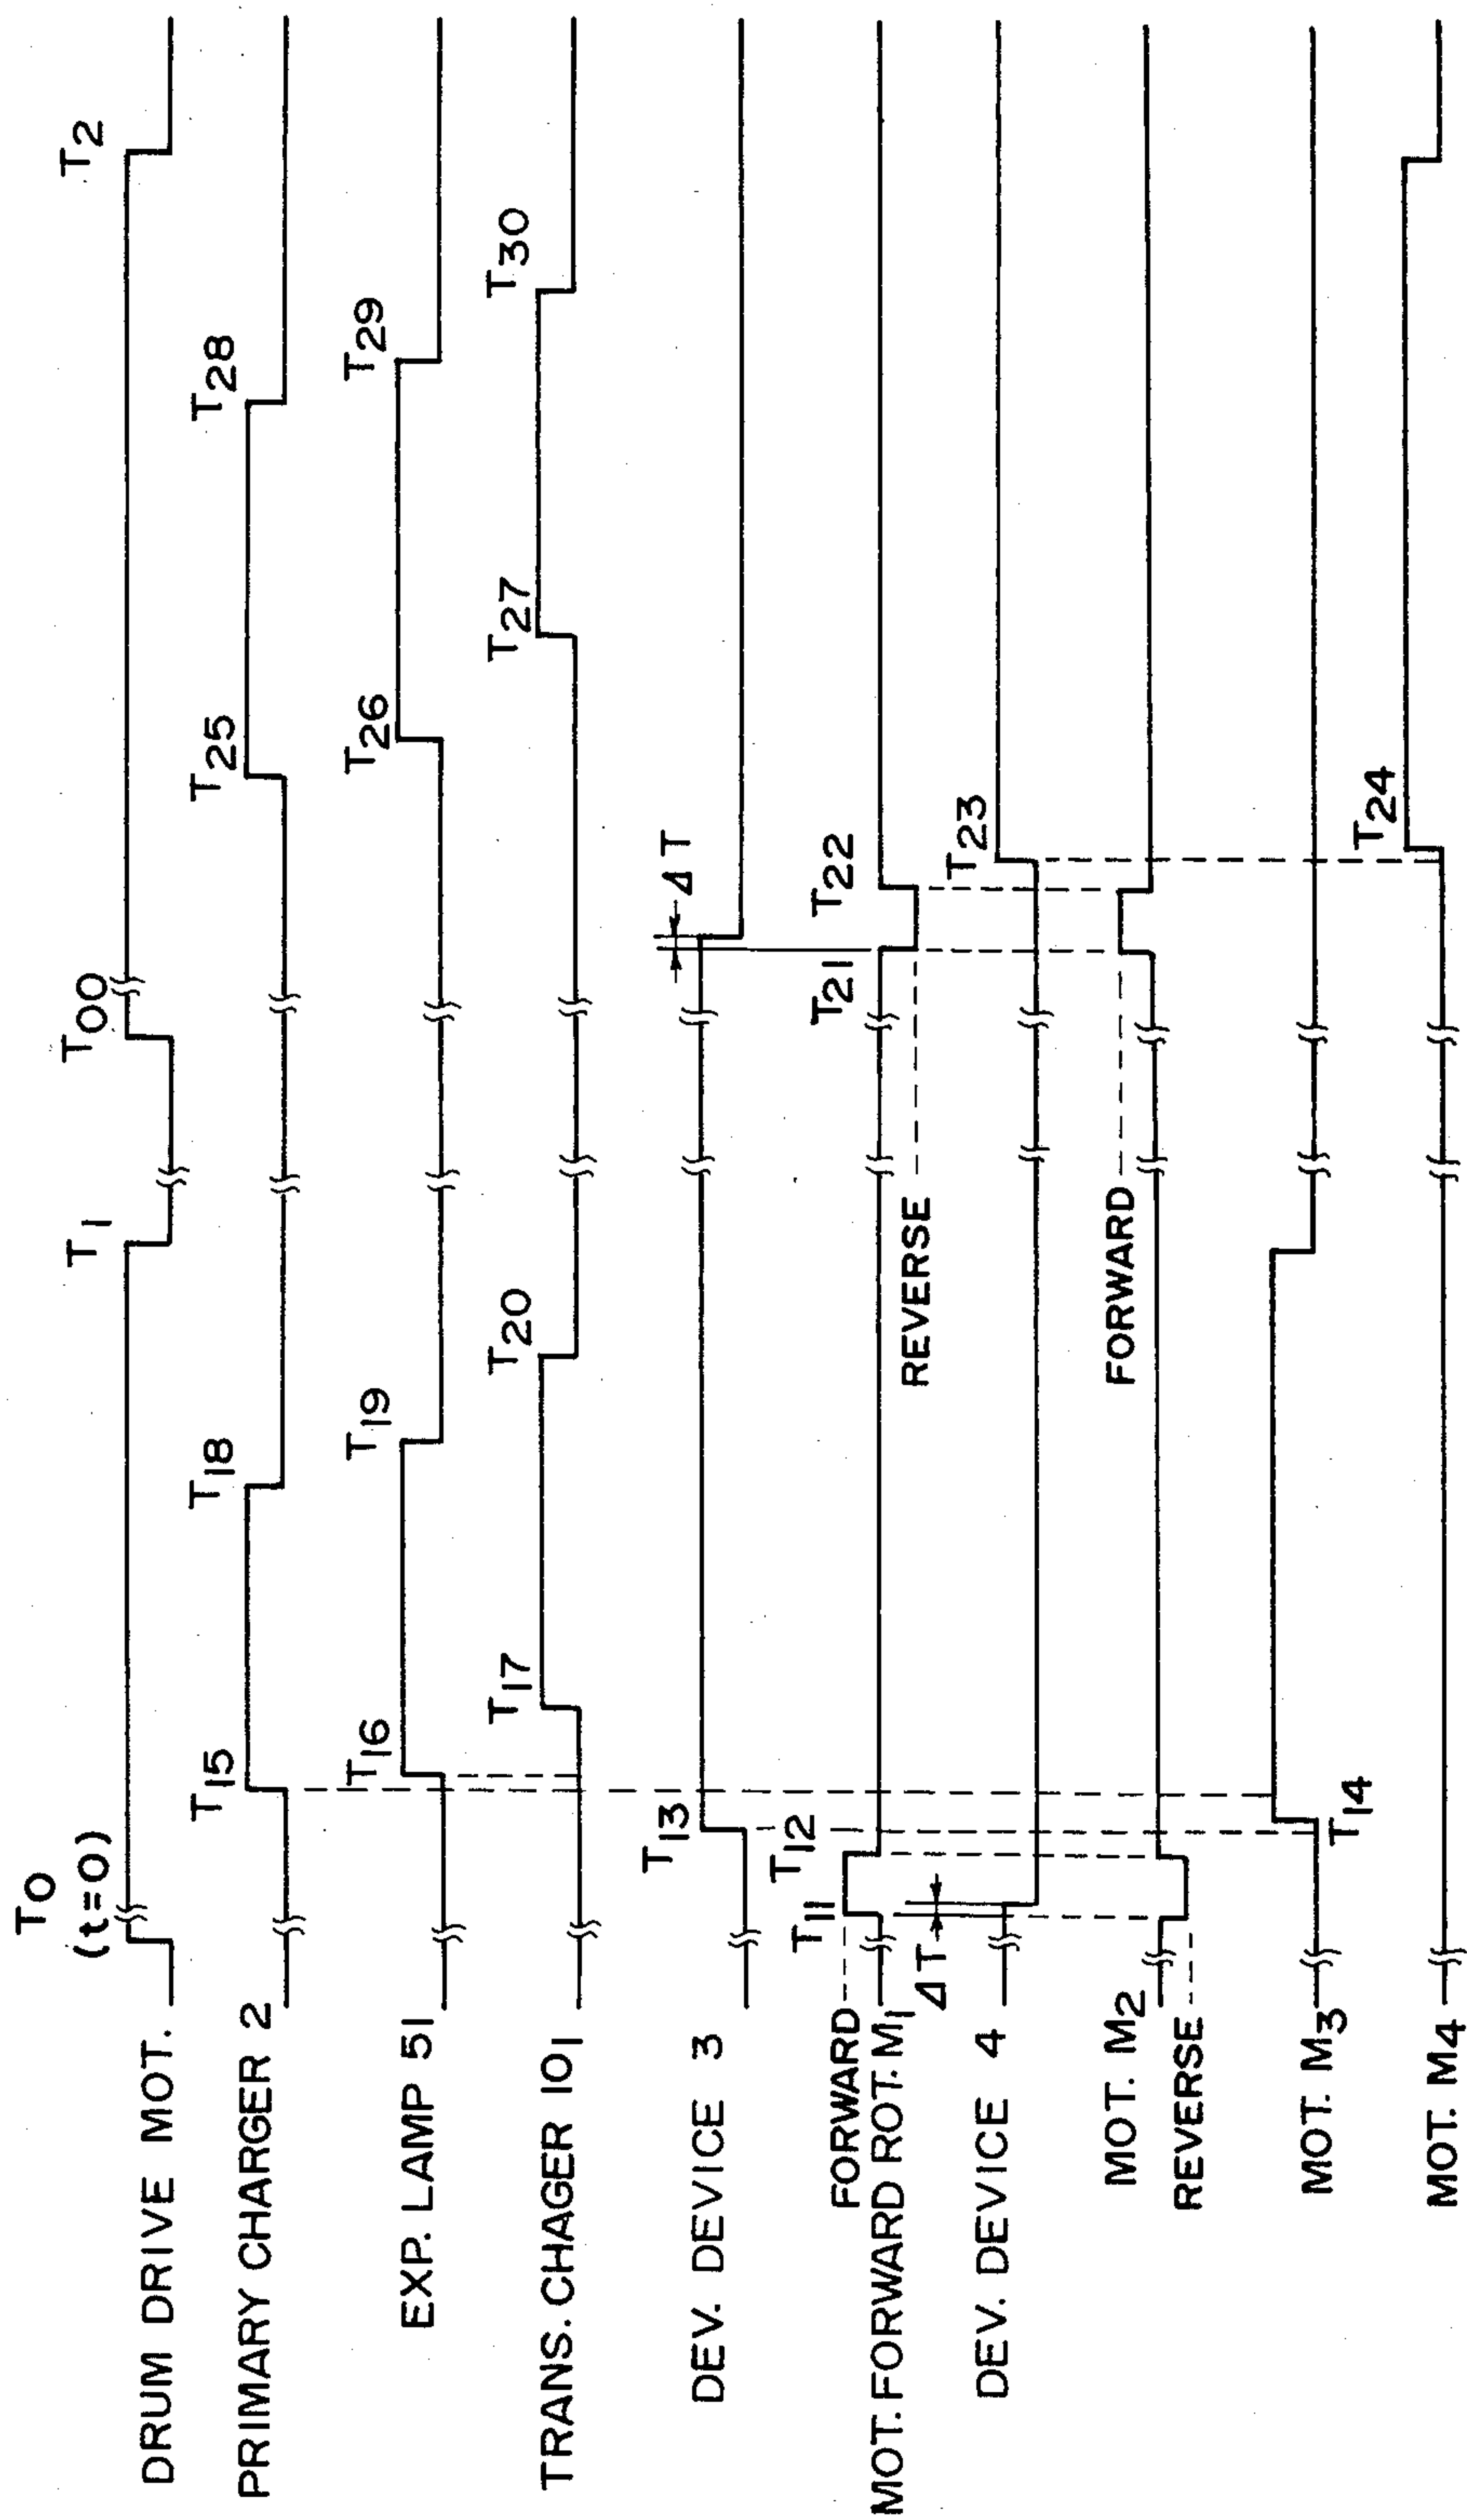 T0
(t=0)
T1
T00
T2
DRUM DRIVE MOT.
T15
T18
T25
T28
PRIMARY CHARGER 2
T16
T19
T26
T29
EXP. LAMP 51
T17
T20
T27
T30
TRANS. CHAGER 101
T13
ΔT
DEV. DEVICE 3
T11
T12
T21
T22
FORWARD
MOT. FORWARD ROT. M1
REVERSE
ΔT
T23
DEV. DEVICE 4
FORWARD
MOT. M2
REVERSE
MOT. M3
T14
T24
MOT. M4